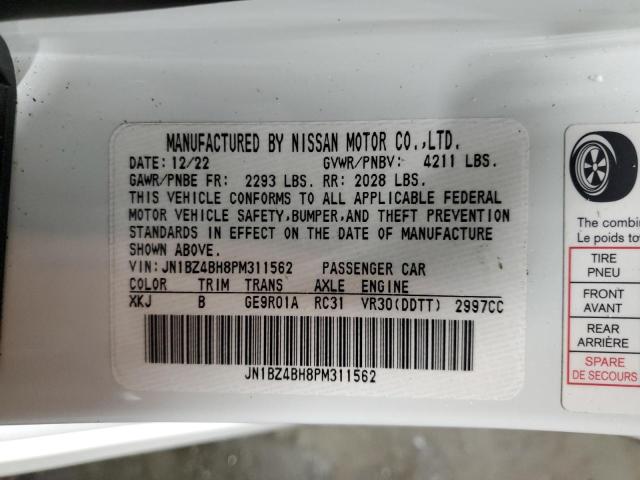 MANUFACTURED BY NISSAN MOTOR CO.,LTD.
DATE: 12/22 GVWR/PNBV: 4211 LBS.
GAWR/PNBE FR: 2293 LBS. RR: 2028 LBS.
THIS VEHICLE CONFORMS TO ALL APPLICABLE FEDERAL
MOTOR VEHICLE SAFETY,BUMPER,AND THEFT PREVENTION
STANDARDS IN EFFECT ON THE DATE OF MANUFACTURE
SHOWN ABOVE.
VIN: JN1BZ4BH8PM311562 PASSENGER CAR
COLOR TRIM TRANS AXLE ENGINE
XKJ B GE9R01A RC31 VR30(DDTT) 2997CC
JN1BZ4BH8PM311562
The combin
Le poids to
TIRE
PNEU
FRONT
AVANT
REAR
ARRIÈRE
SPARE
DE SECOURS